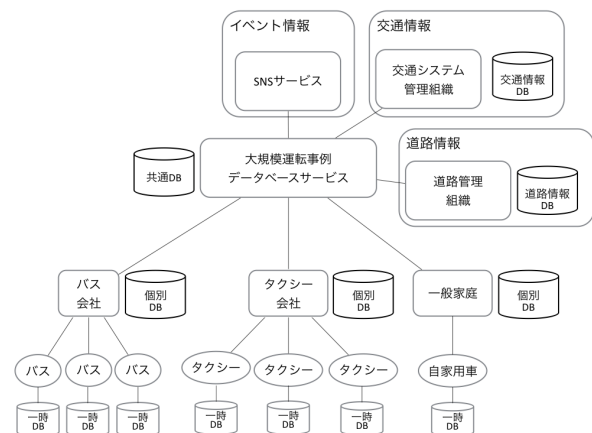 イベント情報
交通情報
SNSサービス
交通システム
管理組織
交通情報
DB
道路情報
共通DB
大規模運転事例
データベースサービス
道路管理
組織
道路情報
DB
バス
会社
個別
DB
タクシー
会社
個別
DB
一般家庭
個別
DB
バス
バス
バス
タクシー
タクシー
タクシー
自家用車
一時
DB
一時
DB
一時
DB
一時
DB
一時
DB
一時
DB
一時
DB